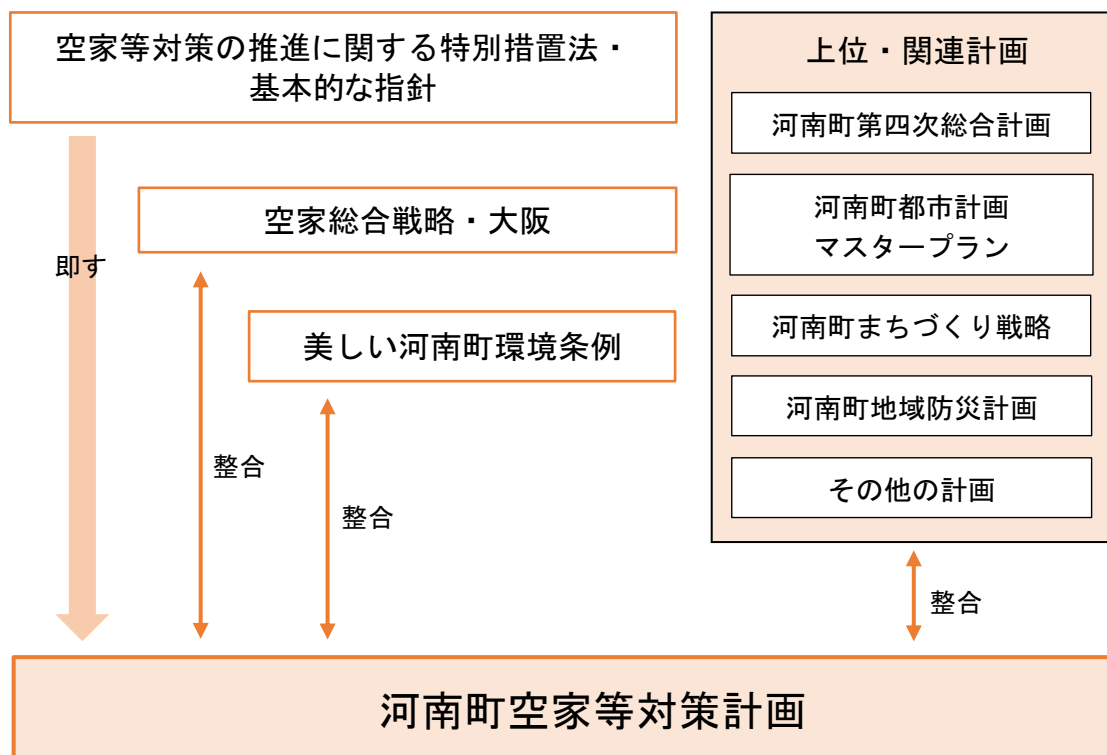 空家等対策の推進に関する特別措置法・
基本的な指針
即す
空家総合戦略・大阪
整合
美しい河南町環境条例
整合
上位・関連計画
河南町第四次総合計画
河南町都市計画
マスタープラン
河南町まちづくり戦略
河南町地域防災計画
その他の計画
整合
河南町空家等対策計画